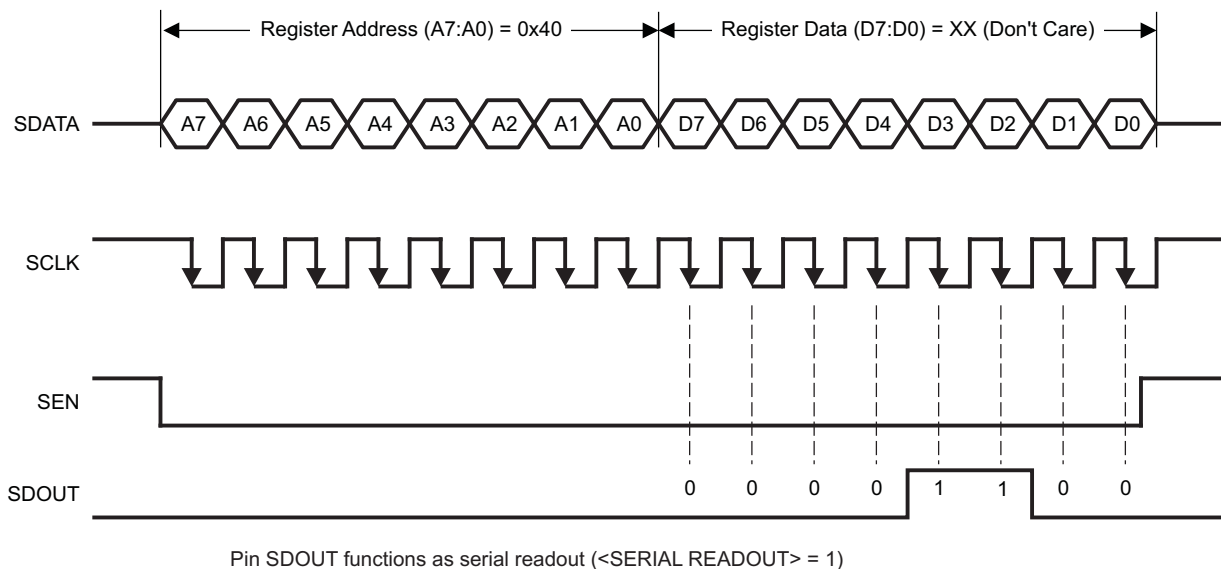 Register Address (A7:A0) = 0x40 Register Data (D7:D0) = XX (Don't Care)
SDATA A7 A6 A5 A4 A3 A2 A1 A0 D7 D6 D5 D4 D3 D2 D1 D0
SCLK
SEN
SDOUT 0 0 0 0 1 1 0 0
Pin SDOUT functions as serial readout (<SERIAL READOUT> = 1)